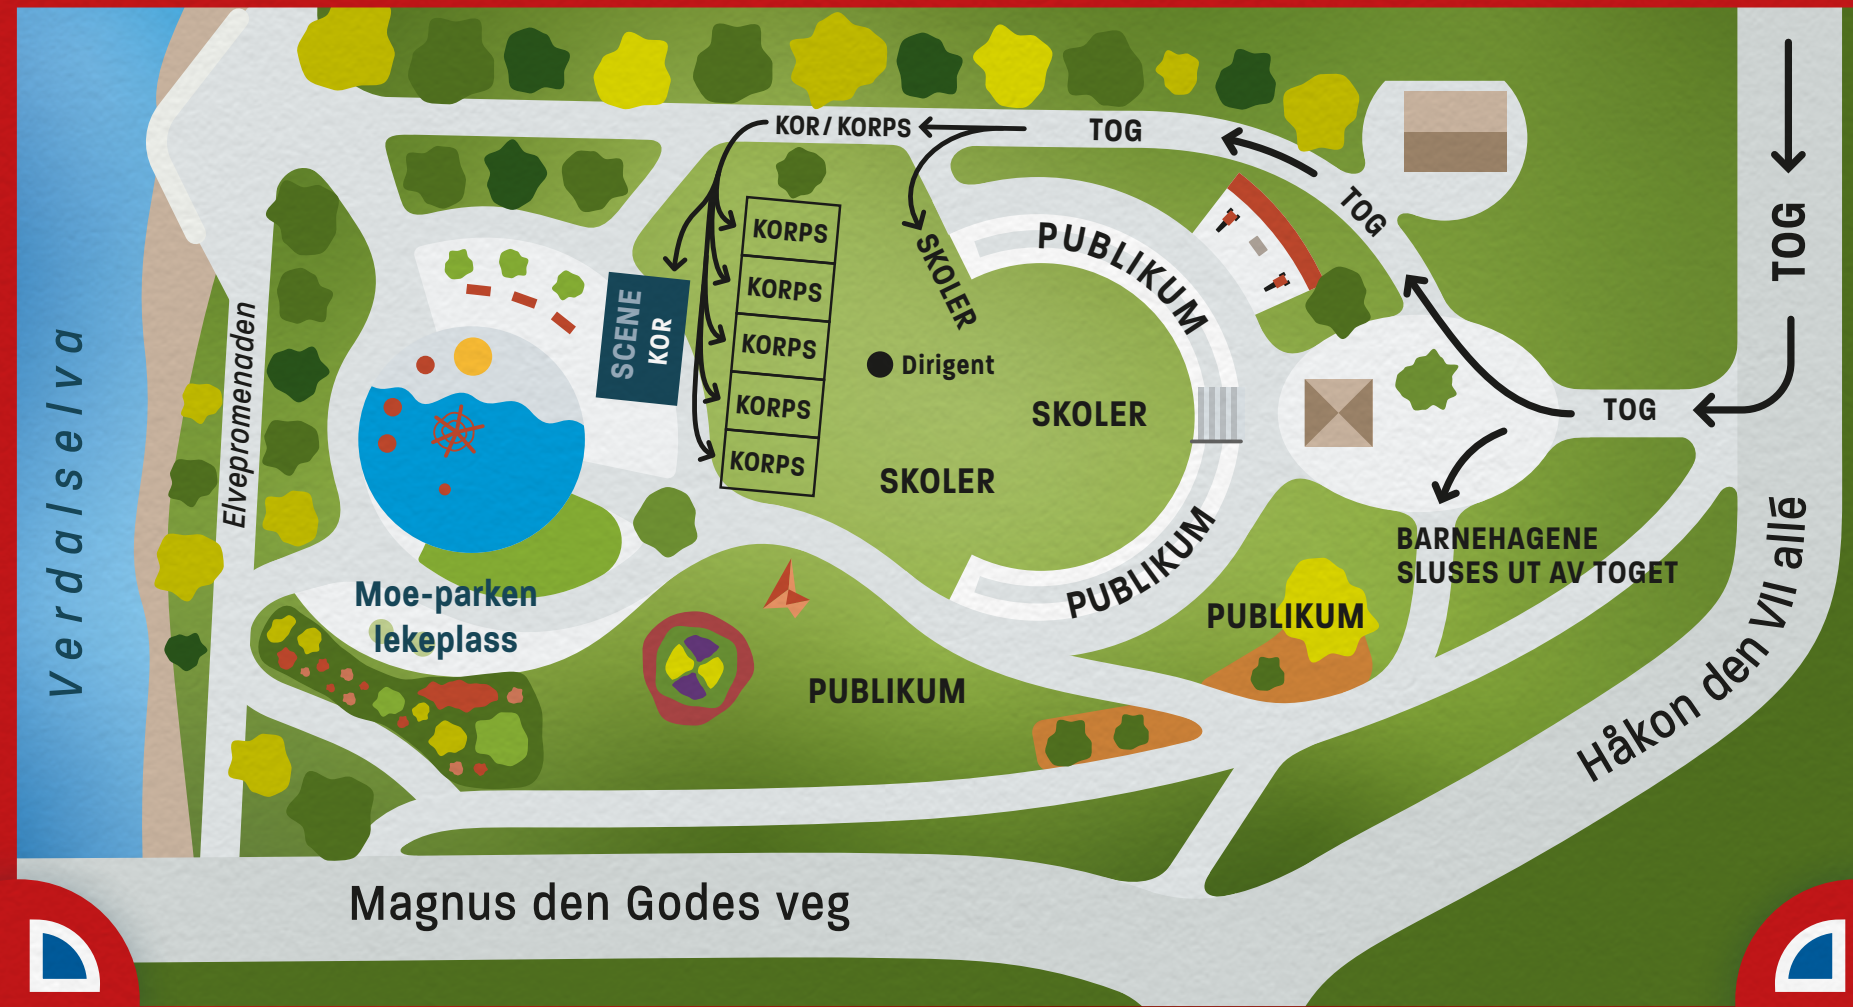 KOR / KORPS
TOG
TOG
TOG
KORPS
KORPS
KORPS
KORPS
KORPS
SKOLER
PUBLIKUM
SCENE
KOR
Dirigent
SKOLER
SKOLER
TOG
Verdalselva
Elvepromenaden
PUBLIKUM
BARNEHAGENE
SLUSES UT AV TOGET
Moe-parken
lekeplass
PUBLIKUM
PUBLIKUM
Håkon den VII allé
Magnus den Godes veg